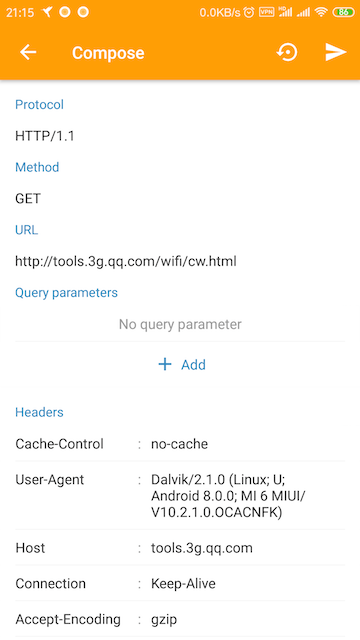 21:15 0.0KB/s VPN 3G 86
Compose
Protocol
HTTP/1.1
Method
GET
URL
http://tools.3g.qq.com/wifi/cw.html
Query parameters
No query parameter
+ Add
Headers
Cache-Control : no-cache
User-Agent : Dalvik/2.1.0 (Linux; U;
Android 8.0.0; MI 6 MIUI/
V10.2.1.0.OCACNFK)
Host : tools.3g.qq.com
Connection : Keep-Alive
Accept-Encoding : gzip